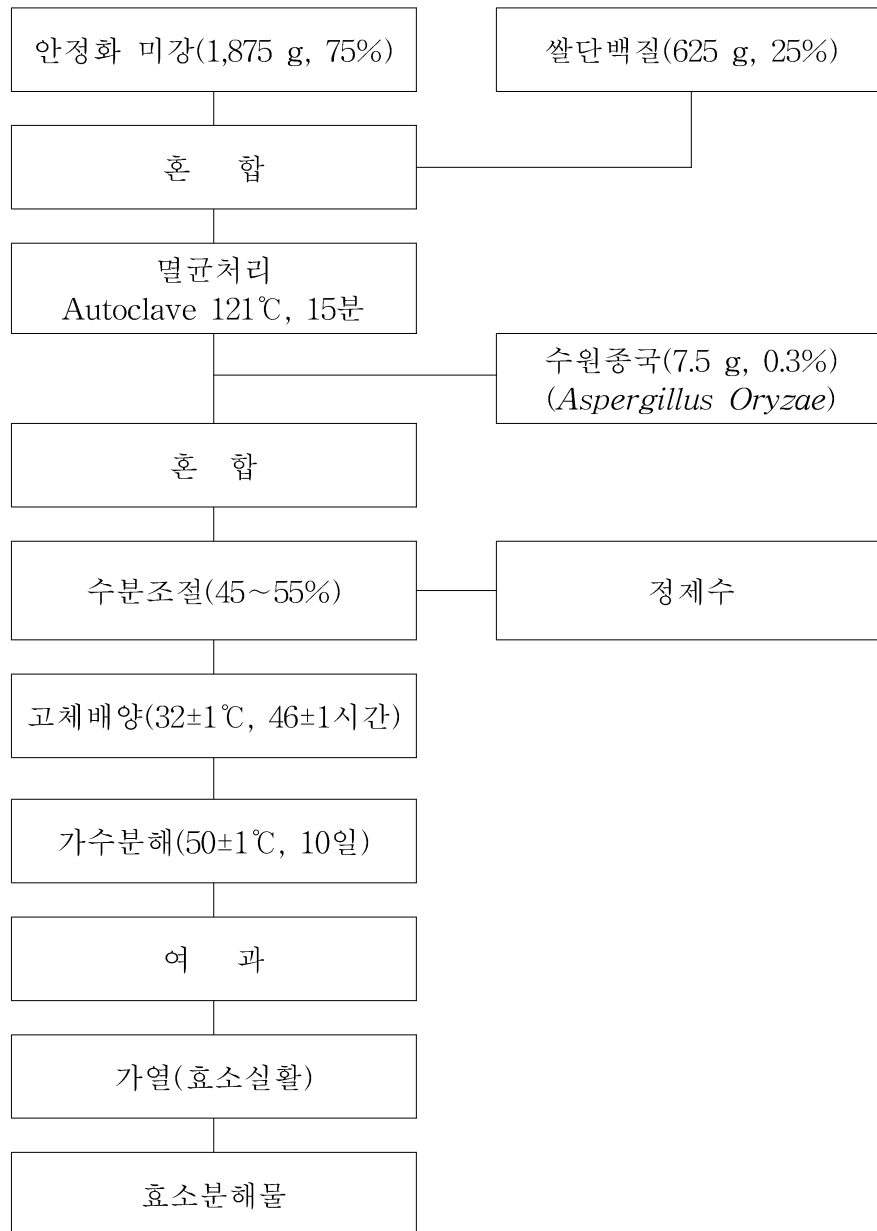 안정화 미강(1,875 g, 75%)
쌀단백질(625 g, 25%)
혼 합
멸균처리
Autoclave 121℃, 15분
수원종국(7.5 g, 0.3%)
(Aspergillus Oryzae)
혼 합
수분조절(45~55%)
정제수
고체배양(32±1℃, 46±1시간)
가수분해(50±1℃, 10일)
여 과
가열(효소실활)
효소분해물